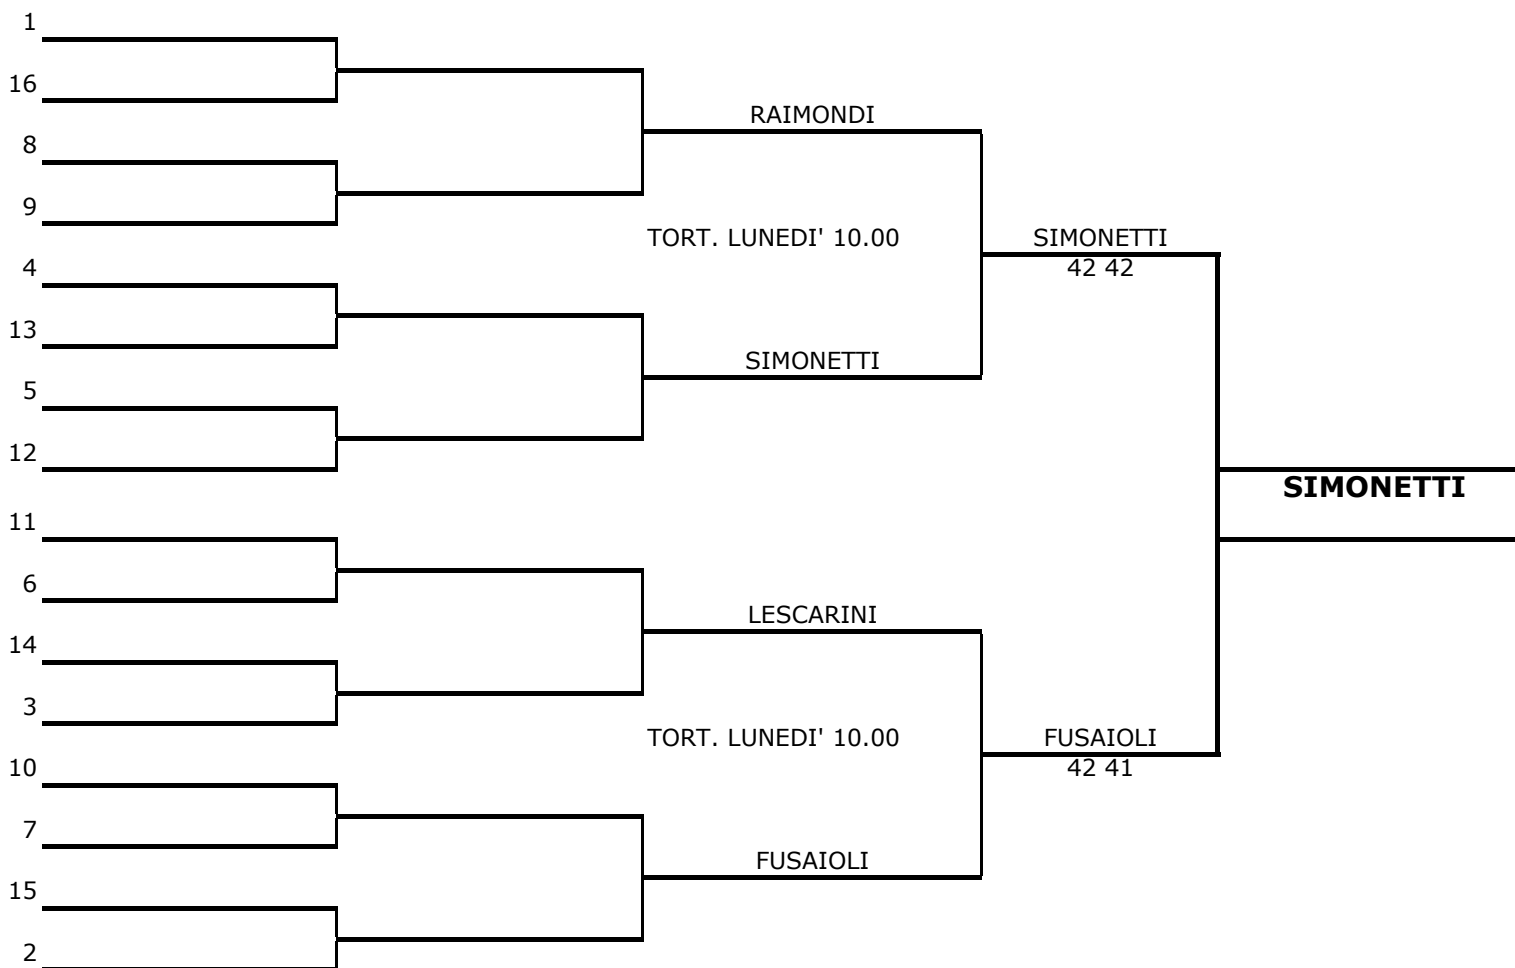 1
16
RAIMONDI
8
9
TORT. LUNEDI' 10.00
SIMONETTI
42 42
4
13
SIMONETTI
5
12
SIMONETTI
11
6
LESCARINI
14
3
TORT. LUNEDI' 10.00
FUSAIOLI
42 41
10
7
FUSAIOLI
15
2